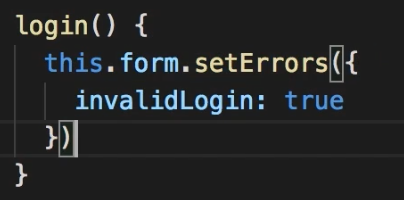 login() {
  this.form.setErrors({
    invalidLogin: true
  })
}